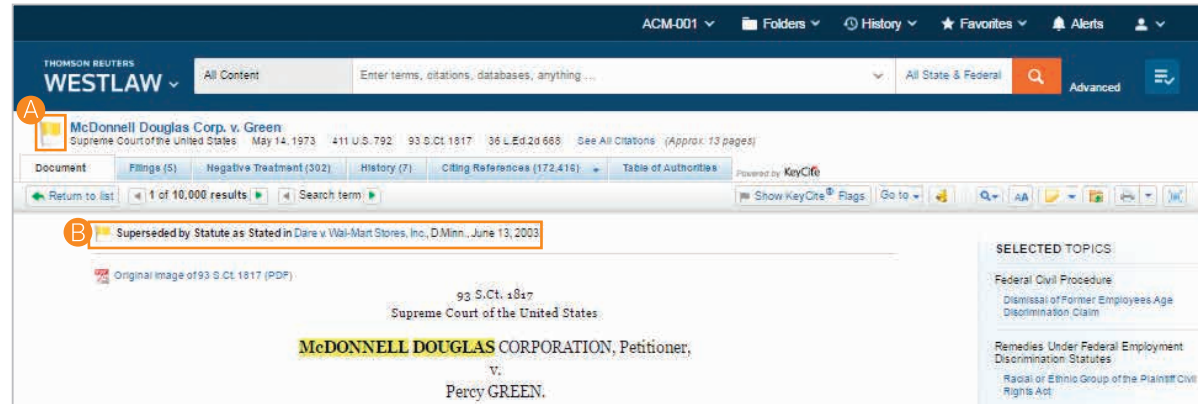 ACM-001 Folders History Favorites Alerts
THOMSON REUTERS
WESTLAW All Content Enter terms, citations, databases, anything ... All State & Federal Advanced
A
McDonnell Douglas Corp. v. Green
Supreme Court of the United States May 14, 1973 411 U.S. 792 93 S.Ct. 1817 36 L.Ed.2d 668 See All Citations (Approx. 13 pages)
Document Filings (5) Negative Treatment (302) History (7) Citing References (172,416) Table of Authorities Powered by KeyCite
Return to list 1 of 10,000 results Search term Show KeyCite® Flags Go to AA
B Superseded by Statute as Stated in Dare v. Wal-Mart Stores, Inc., D.Minn., June 13, 2003
SELECTED TOPICS
Original Image of 93 S.Ct. 1817 (PDF)
Federal Civil Procedure
93 S.Ct. 1817
Dismissal of Former Employees Age
Supreme Court of the United States
Discrimination Claim
McDONNELL DOUGLAS CORPORATION, Petitioner,
Remedies Under Federal Employment
v.
Discrimination Statutes
Percy GREEN.
Racial or Ethnic Group of the Plaintiff Civil
Rights Act